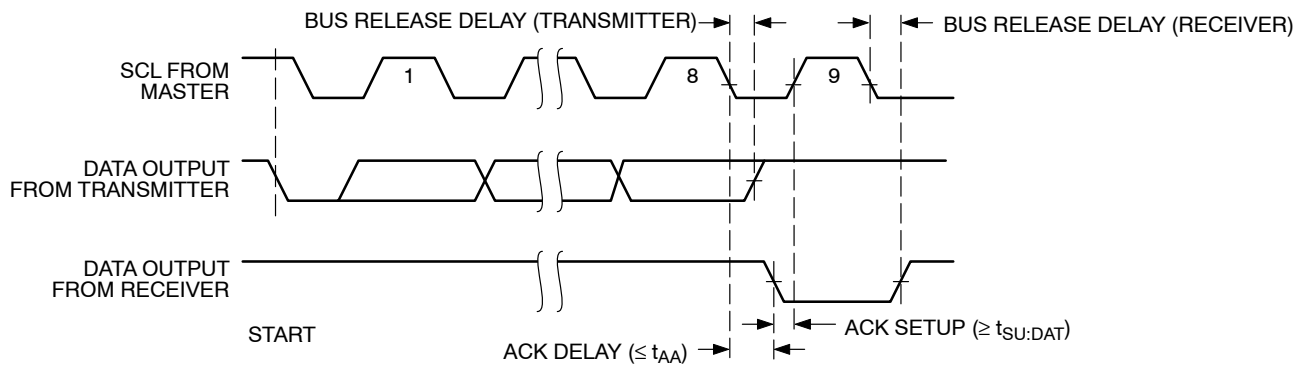 BUS RELEASE DELAY (TRANSMITTER)
BUS RELEASE DELAY (RECEIVER)
SCL FROM
MASTER
1
8
9
DATA OUTPUT
FROM TRANSMITTER
DATA OUTPUT
FROM RECEIVER
START
ACK SETUP (≥ tSU:DAT)
ACK DELAY (≤ tAA)